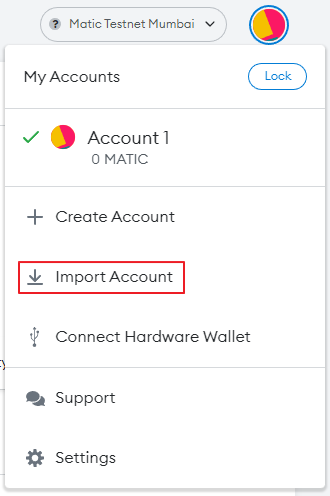 Matic Testnet Mumbai
My Accounts
Lock
Account 1
0 MATIC
Create Account
Import Account
Connect Hardware Wallet
Support
Settings